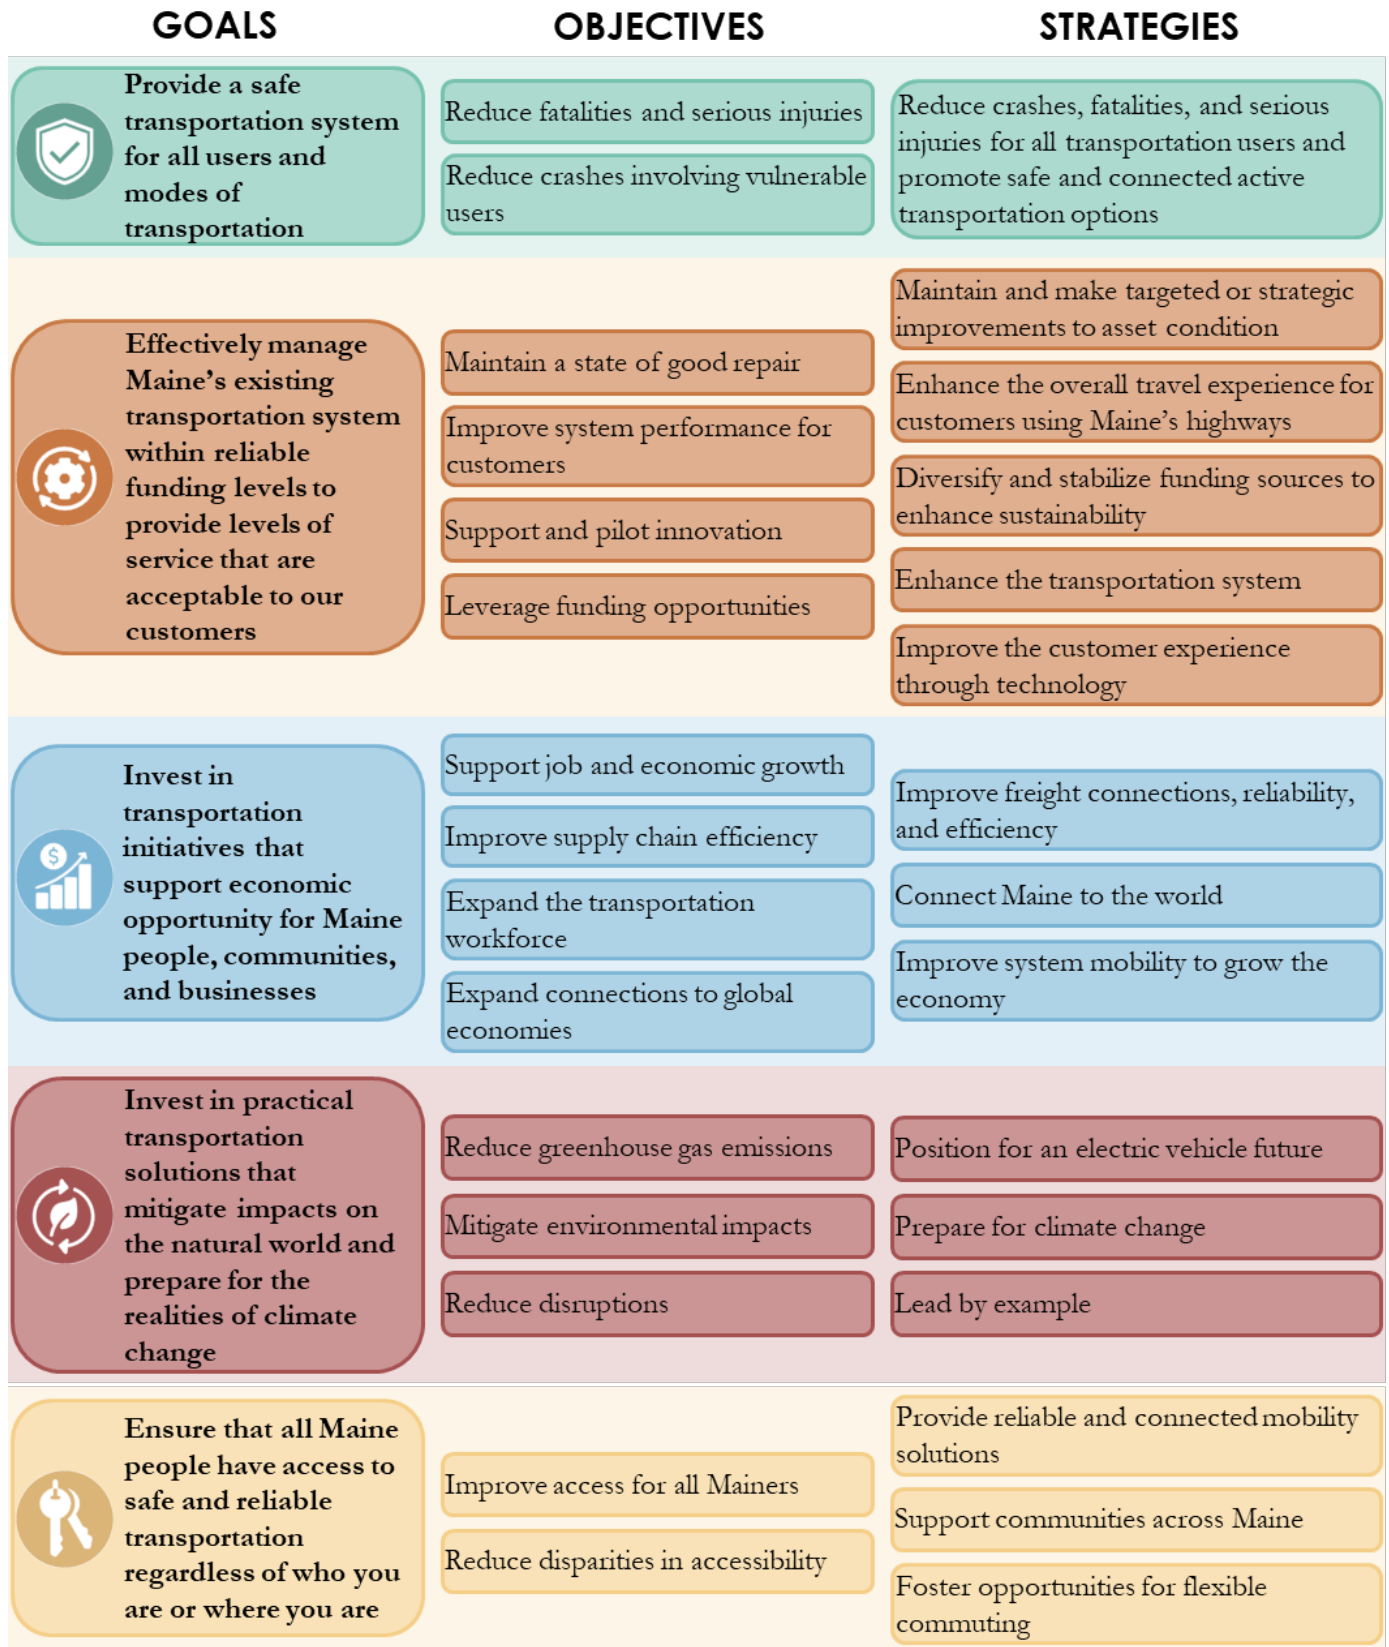 GOALS
OBJECTIVES
STRATEGIES
Provide a safe
transportation system
for all users and
modes of
transportation
Reduce fatalities and serious injuries
Reduce crashes involving vulnerable
users
Reduce crashes, fatalities, and serious
injuries for all transportation users and
promote safe and connected active
transportation options
Effectively manage
Maine's existing
transportation system
within reliable
funding levels to
provide levels of
service that are
acceptable to our
customers
Maintain a state of good repair
Improve system performance for
customers
Support and pilot innovation
Leverage funding opportunities
Maintain and make targeted or strategic
improvements to asset condition
Enhance the overall travel experience for
customers using Maine's highways
Diversify and stabilize funding sources to
enhance sustainability
Enhance the transportation system
Improve the customer experience
through technology
$
Invest in
transportation
initiatives that
support economic
opportunity for Maine
people, communities,
and businesses
Support job and economic growth
Improve supply chain efficiency
Expand the transportation
workforce
Expand connections to global
economies
Improve freight connections, reliability,
and efficiency
Connect Maine to the world
Improve system mobility to grow the
economy
Invest in practical
transportation
solutions that
mitigate impacts on
the natural world and
prepare for the
realities of climate
change
Reduce greenhouse gas emissions
Mitigate environmental impacts
Reduce disruptions
Position for an electric vehicle future
Prepare for climate change
Lead by example
Ensure that all Maine
people have access to
safe and reliable
transportation
regardless of who you
are or where you are
Improve access for all Mainers
Reduce disparities in accessibility
Provide reliable and connected mobility
solutions
Support communities across Maine
Foster opportunities for flexible
commuting